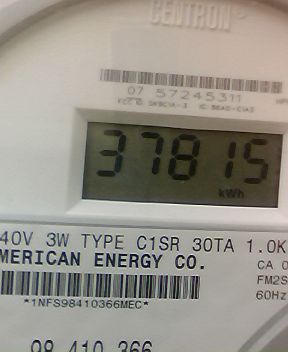 CENTRON®
07 57245311
37815
kWh
40V 3W TYPE C1SR 30TA 1.0K
MERICAN ENERGY CO.
CA 0
FM2S
60Hz
*1NFS98410366MEC*
98 410 366